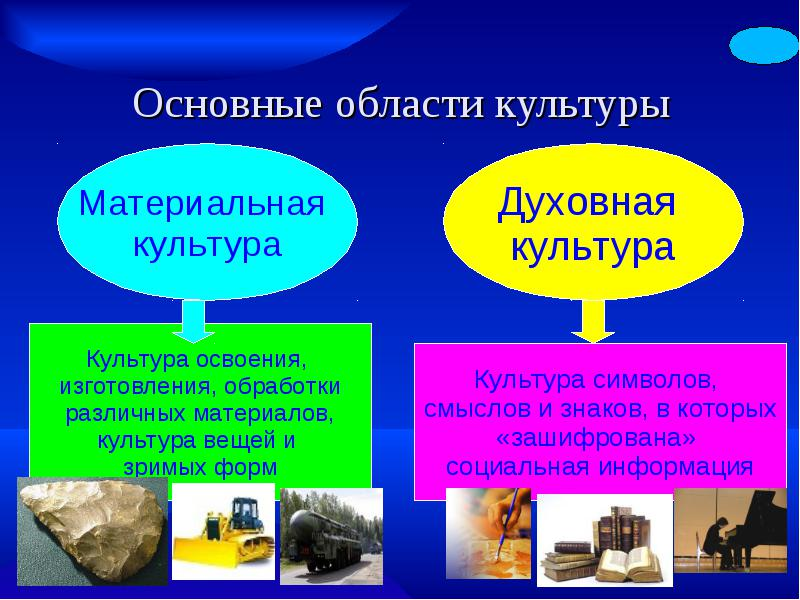 Основные области культуры
Материальная
культура
Духовная
культура
Культура освоения,
изготовления, обработки
различных материалов,
культура вещей и
зримых форм
Культура символов,
смыслов и знаков, в которых
«зашифрована»
социальная информация